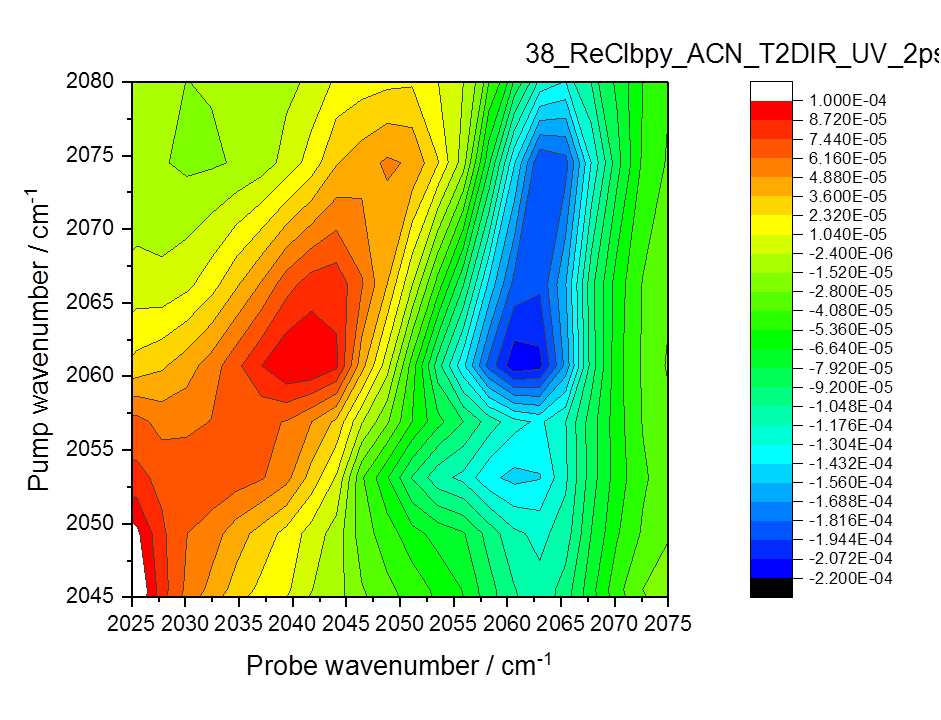 38_ReClbpy_ACN_T2DIR_UV_2ps
2080
2075
2070
2065
2060
2055
2050
2045
Pump wavenumber / cm-1
2025 2030 2035 2040 2045 2050 2055 2060 2065 2070 2075
Probe wavenumber / cm-1
1.000E-04
8.720E-05
7.440E-05
6.160E-05
4.880E-05
3.600E-05
2.320E-05
1.040E-05
-2.400E-06
-1.520E-05
-2.800E-05
-4.080E-05
-5.360E-05
-6.640E-05
-7.920E-05
-9.200E-05
-1.048E-04
-1.176E-04
-1.304E-04
-1.432E-04
-1.560E-04
-1.688E-04
-1.816E-04
-1.944E-04
-2.072E-04
-2.200E-04